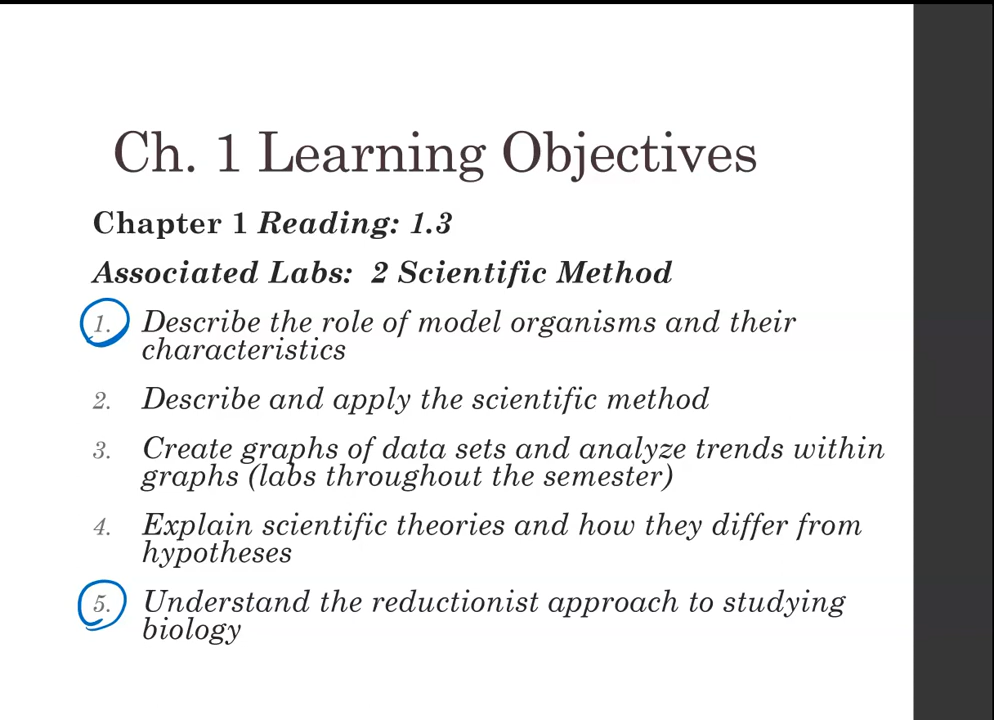 Ch. 1 Learning Objectives
Chapter 1 Reading: 1.3
Associated Labs:  2 Scientific Method
1. Describe the role of model organisms and their
characteristics
2. Describe and apply the scientific method
3. Create graphs of data sets and analyze trends within
graphs (labs throughout the semester)
4. Explain scientific theories and how they differ from
hypotheses
5. Understand the reductionist approach to studying
biology